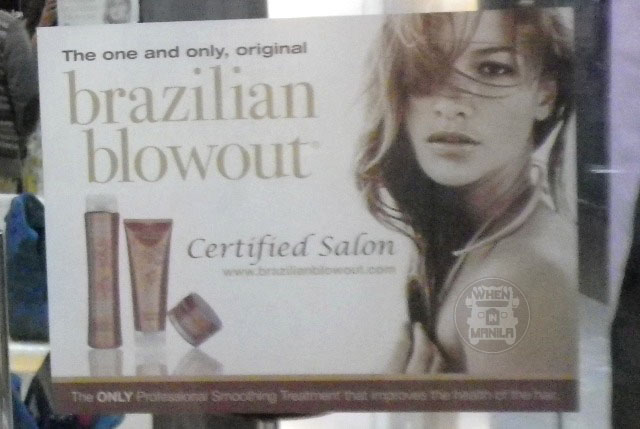 The one and only, original
brazilian
blowout®
Certified Salon
www.brazilianblowout.com
WHEN
IN
MANILA
The ONLY Professional Smoothing Treatment that improves the health of the hair.